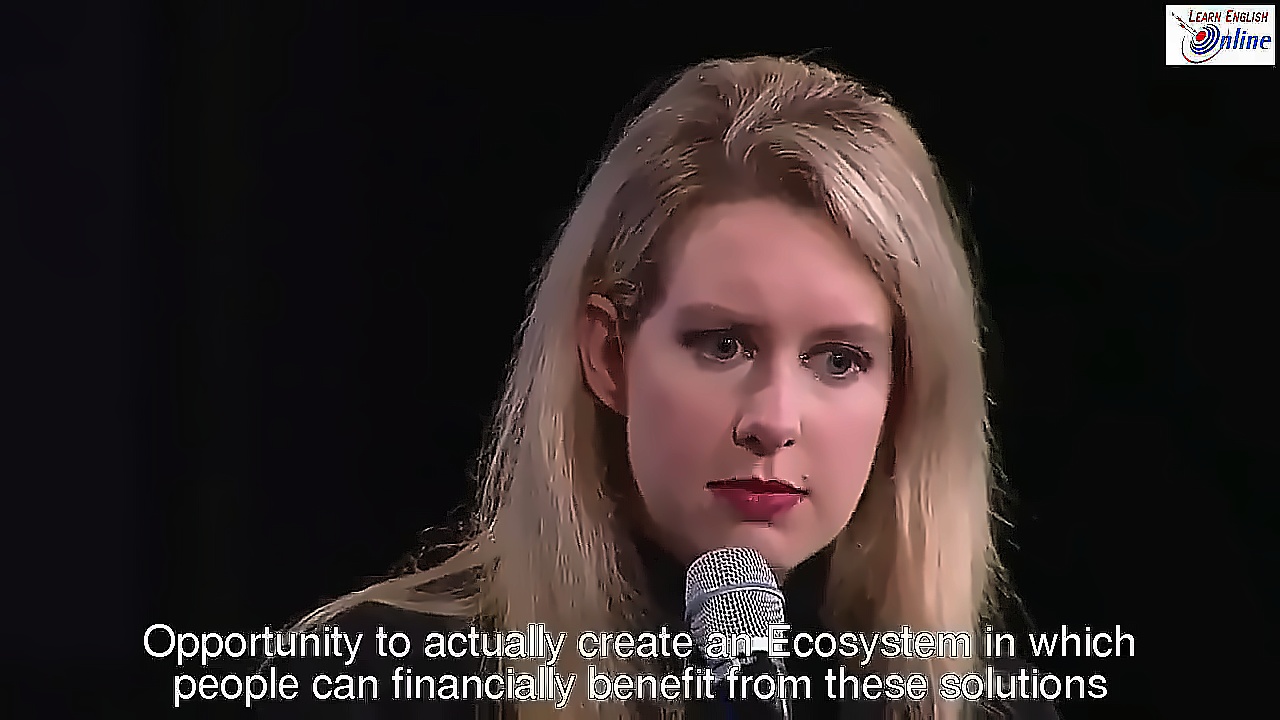 LEARN ENGLISH
Online
Opportunity to actually create an Ecosystem in which
people can financially benefit from these solutions